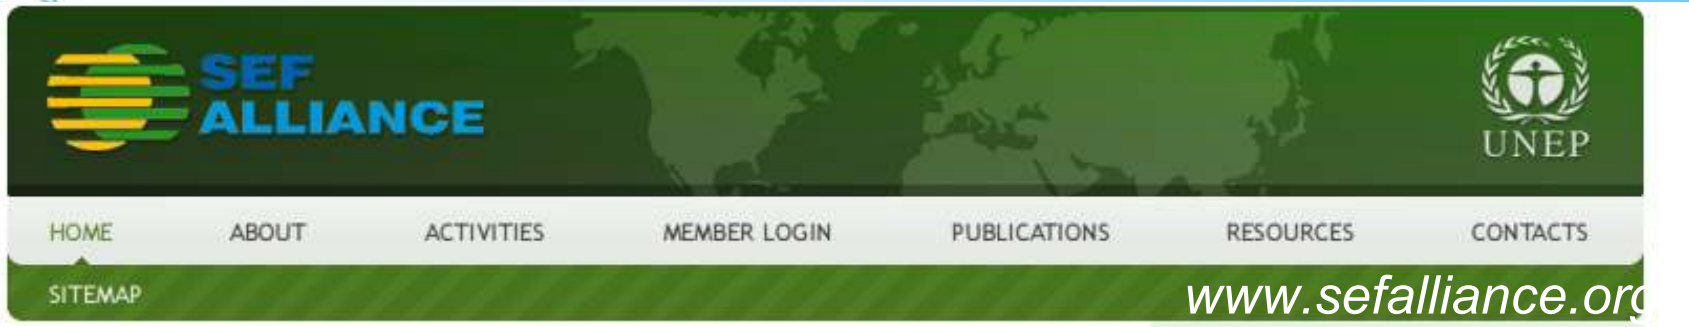 SEF
ALLIANCE
UNEP
HOME ABOUT ACTIVITIES MEMBER LOGIN PUBLICATIONS RESOURCES CONTACTS
SITEMAP
www.sefalliance.org